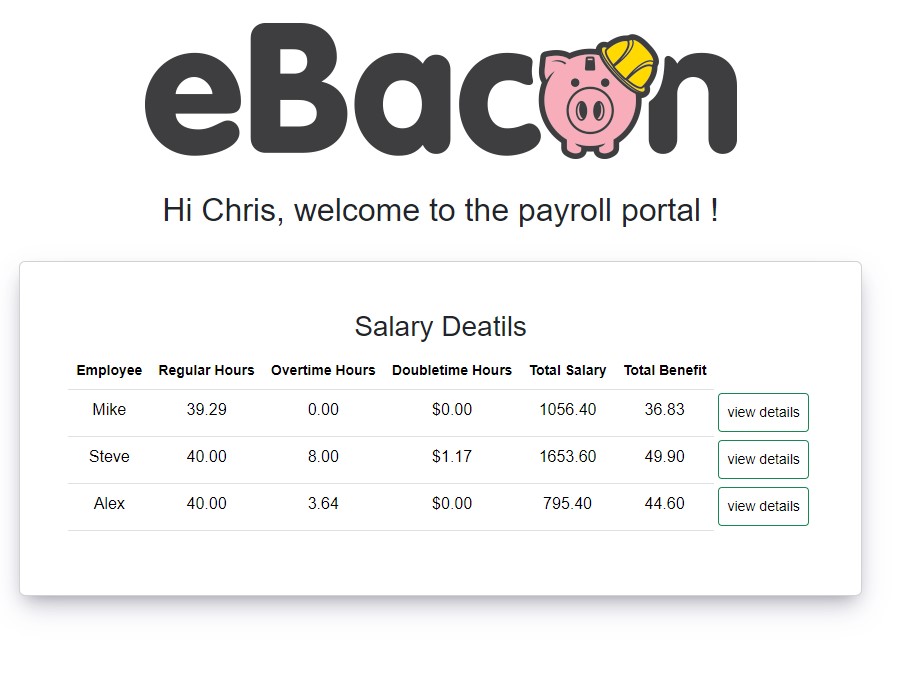 eBacon
Hi Chris, welcome to the payroll portal !
Salary Deatils
Employee Regular Hours Overtime Hours Doubletime Hours Total Salary Total Benefit
Mike 39.29 0.00 $0.00 1056.40 36.83 view details
Steve 40.00 8.00 $1.17 1653.60 49.90 view details
Alex 40.00 3.64 $0.00 795.40 44.60 view details